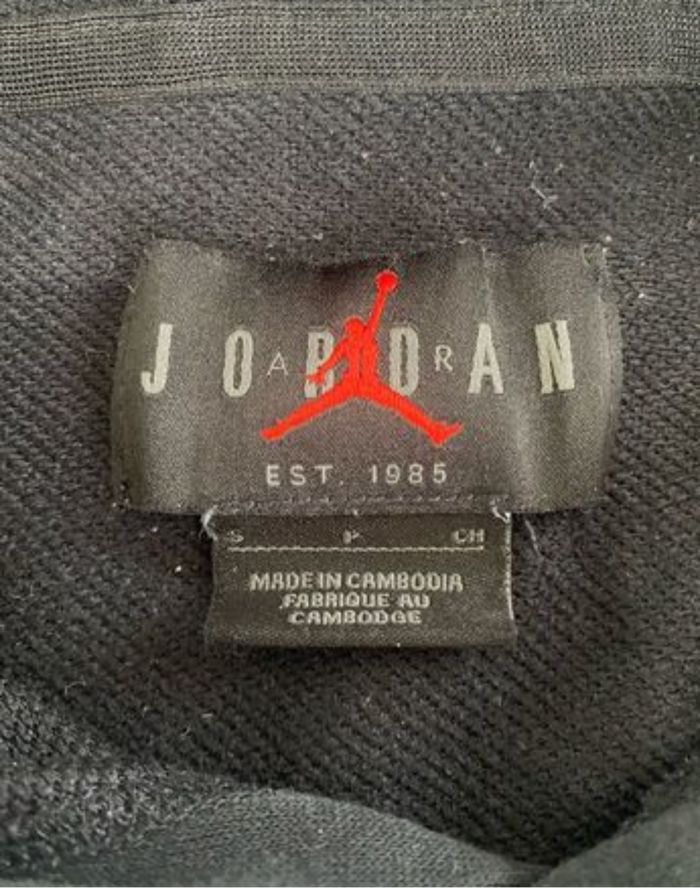 JORDAN
AIR
EST. 1985
S P CH
MADE IN CAMBODIA
FABRIQUE AU
CAMBODGE